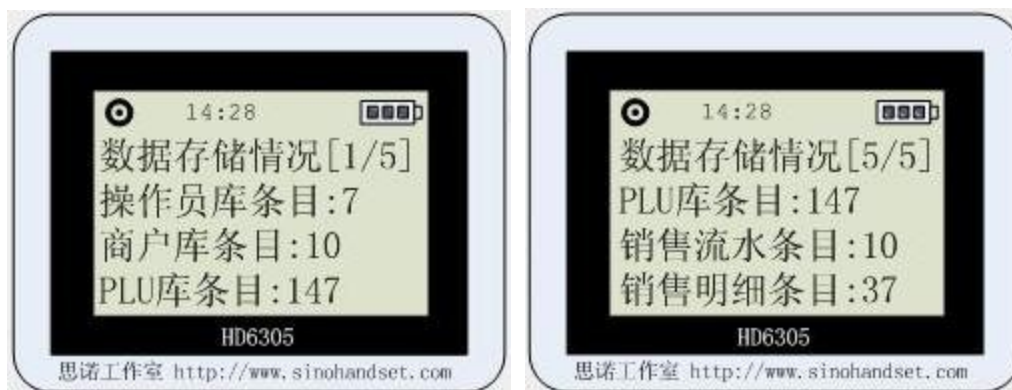 14:28
数据存储情况[1/5]
操作员库条目:7
商户库条目:10
PLU库条目:147
HD6305
思诺工作室 http://www.sinohandset.com
14:28
数据存储情况[5/5]
PLU库条目:147
销售流水条目:10
销售明细条目:37
HD6305
思诺工作室 http://www.sinohandset.com